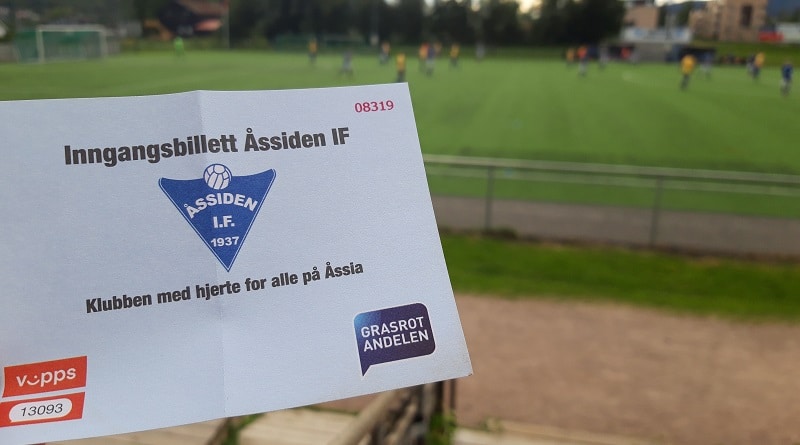 08319
Inngangsbillett Åssiden IF
ÅSSIDEN
I.F.
1937
Klubben med hjerte for alle på Åssia
GRASROT
ANDELEN
vipps
13093